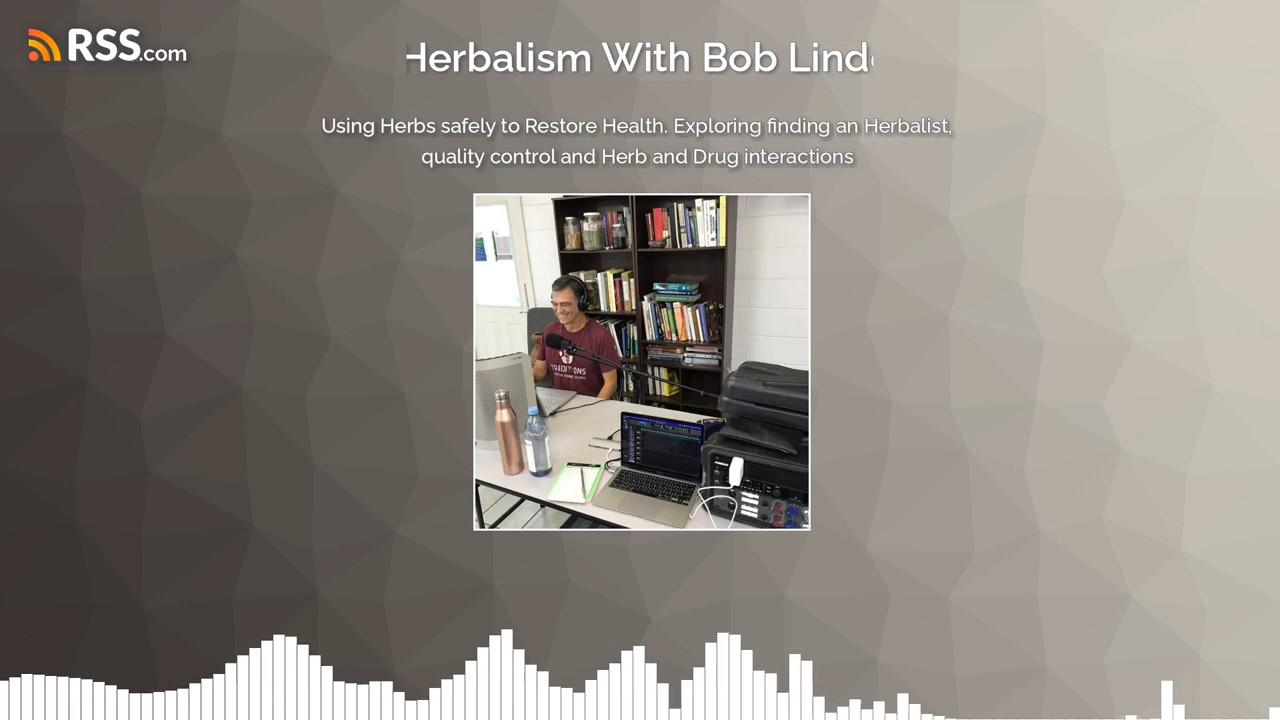 RSS.com
Herbalism With Bob Lind
Using Herbs safely to Restore Health. Exploring finding an Herbalist,
quality control and Herb and Drug interactions
TRADITIONS